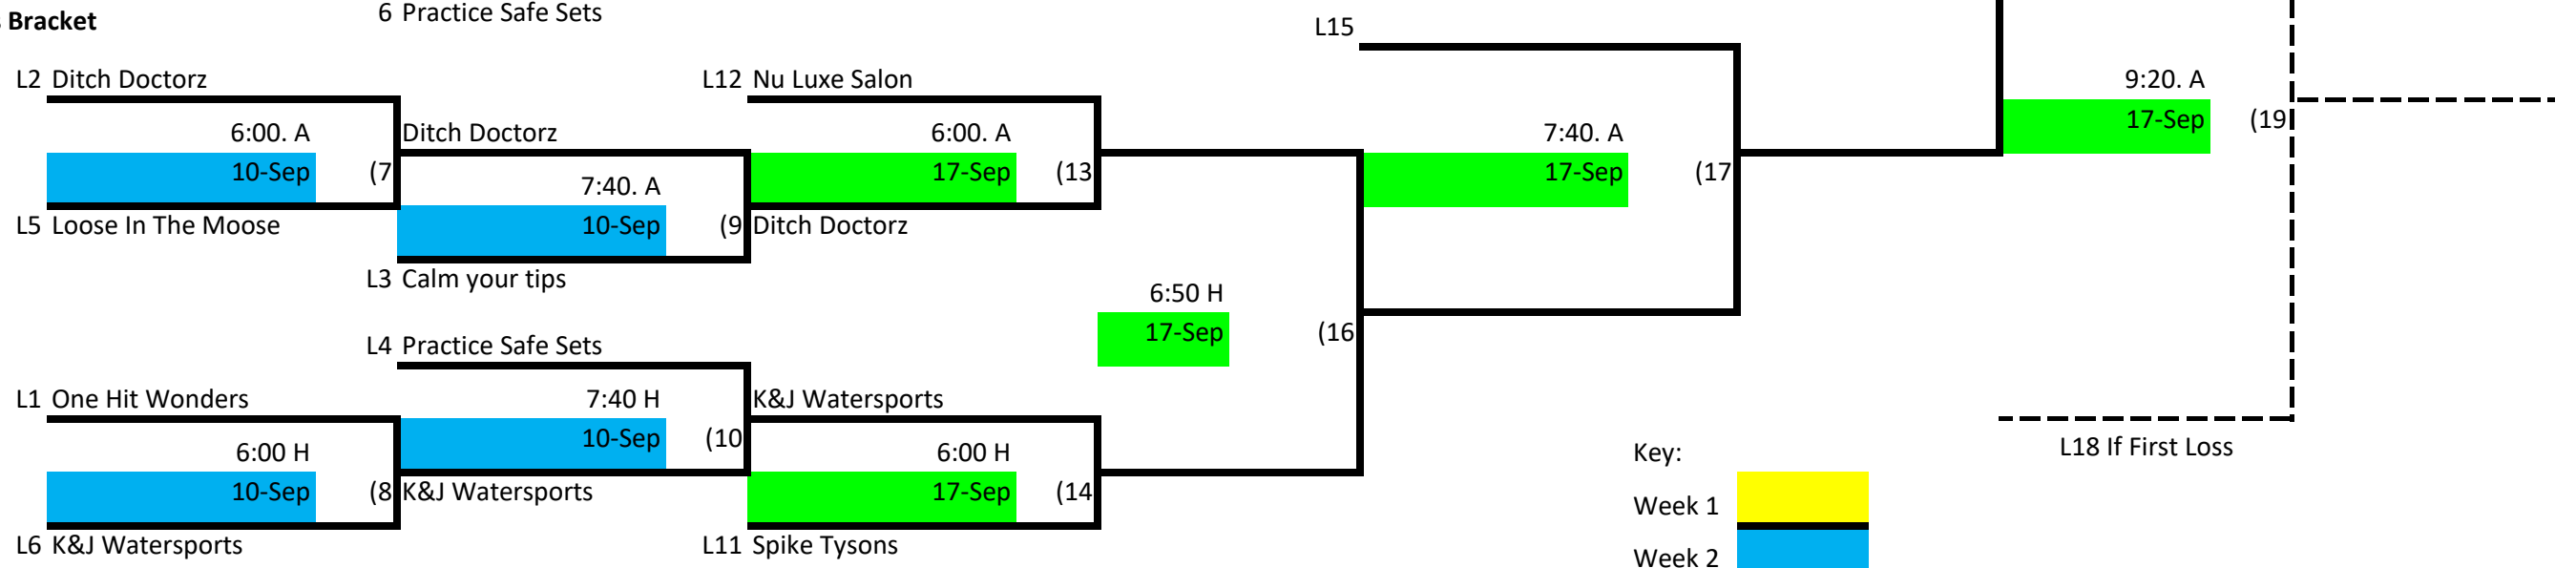 6 Practice Safe Sets
Bracket
L15
L2 Ditch Doctorz
L12 Nu Luxe Salon
9:20. A
6:00. A
Ditch Doctorz
6:00. A
7:40. A
17-Sep (19
10-Sep (7
7:40. A
17-Sep (13
17-Sep (17
L5 Loose In The Moose
10-Sep (9
Ditch Doctorz
L3 Calm your tips
6:50 H
17-Sep (16
L4 Practice Safe Sets
L1 One Hit Wonders
7:40 H
K&J Watersports
10-Sep (10
6:00 H
6:00 H
Key:
L18 If First Loss
10-Sep (8
K&J Watersports
17-Sep (14
Week 1
L6 K&J Watersports
L11 Spike Tysons
Week 2